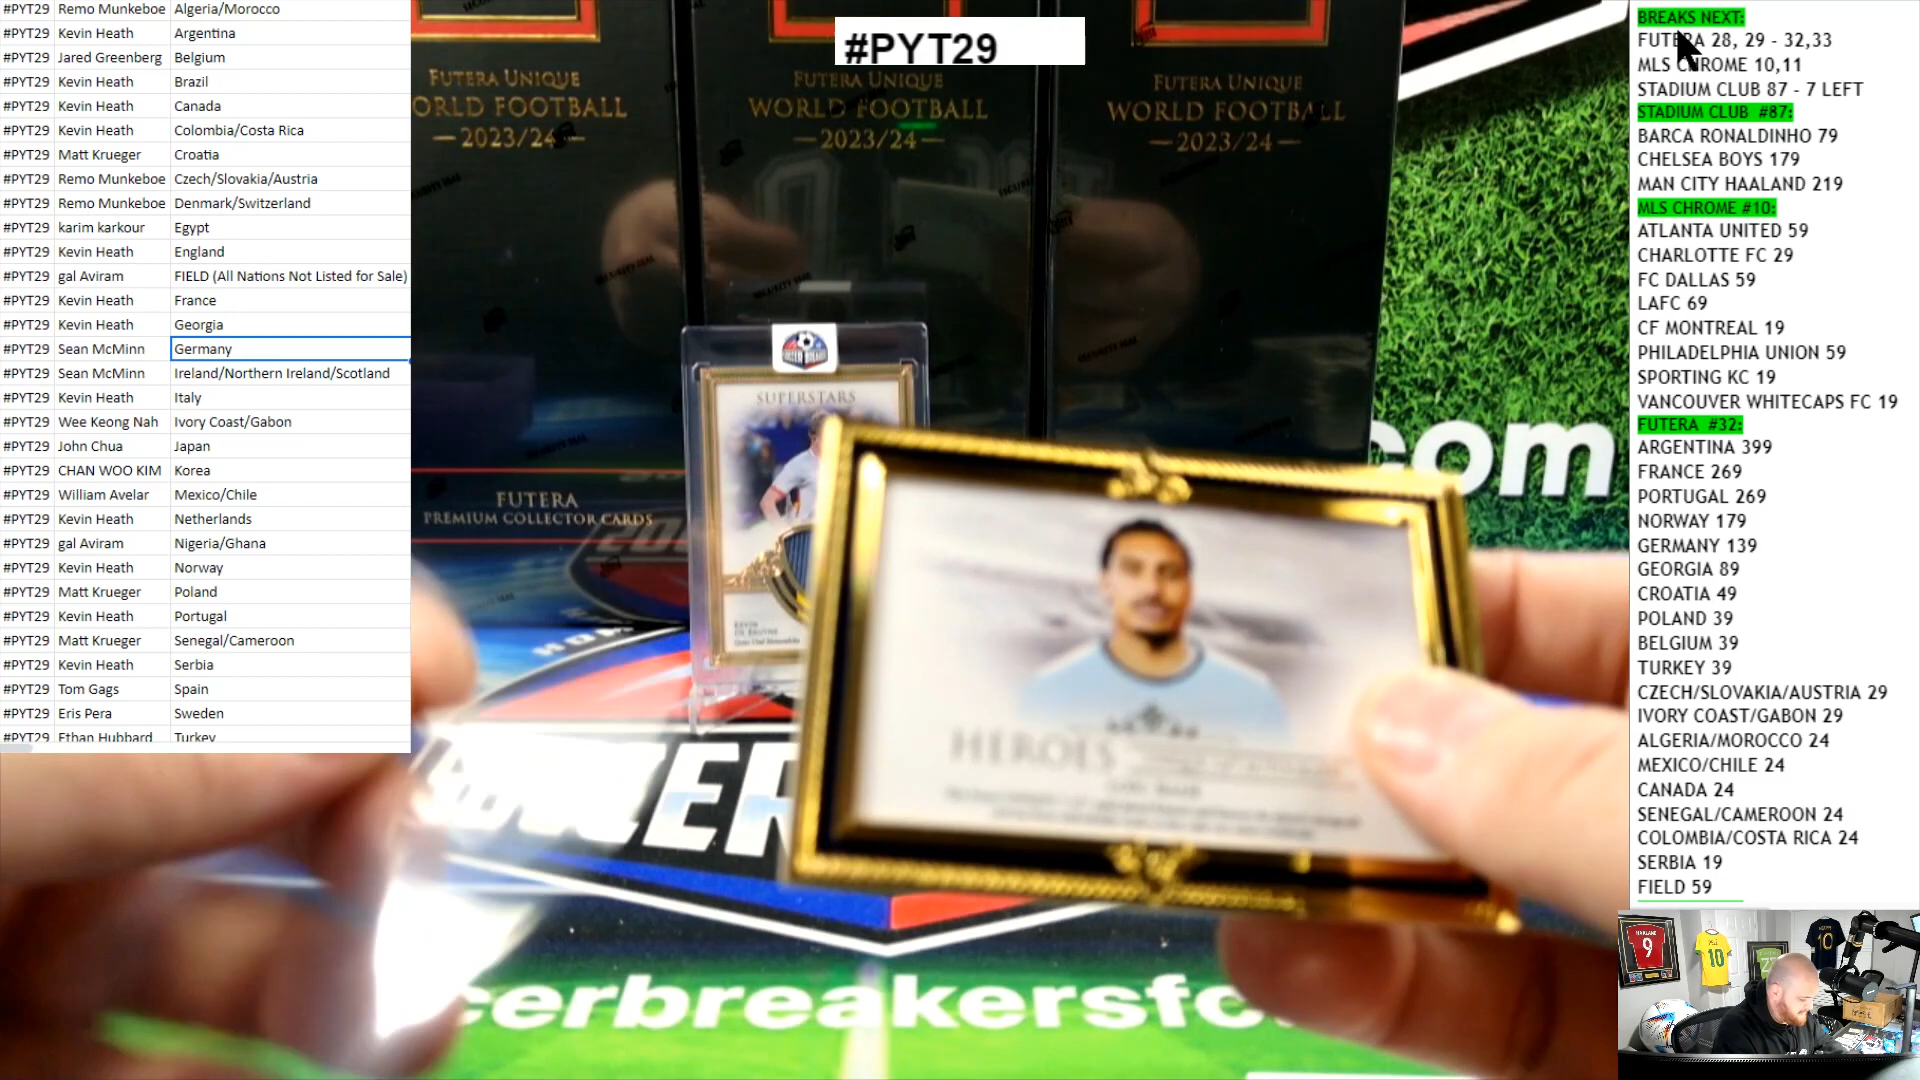 #PYT29 Remo Munkeboe Algeria/Morocco
#PYT29 Kevin Heath Argentina
#PYT29 Jared Greenberg Belgium
#PYT29 Kevin Heath Brazil
#PYT29 Kevin Heath Canada
#PYT29 Kevin Heath Colombia/Costa Rica
#PYT29 Matt Krueger Croatia
#PYT29 Remo Munkeboe Czech/Slovakia/Austria
#PYT29 Remo Munkeboe Denmark/Switzerland
#PYT29 karim karkour Egypt
#PYT29 Kevin Heath England
#PYT29 gal Aviram FIELD (All Nations Not Listed for Sale)
#PYT29 Kevin Heath France
#PYT29 Kevin Heath Georgia
#PYT29 Sean McMinn Germany
#PYT29 Sean McMinn Ireland/Northern Ireland/Scotland
#PYT29 Kevin Heath Italy
#PYT29 Wee Keong Nah Ivory Coast/Gabon
#PYT29 John Chua Japan
#PYT29 CHAN WOO KIM Korea
#PYT29 William Avelar Mexico/Chile
#PYT29 Kevin Heath Netherlands
#PYT29 gal Aviram Nigeria/Ghana
#PYT29 Kevin Heath Norway
#PYT29 Matt Krueger Poland
#PYT29 Kevin Heath Portugal
#PYT29 Matt Krueger Senegal/Cameroon
#PYT29 Kevin Heath Serbia
#PYT29 Tom Gags Spain
#PYT29 Eris Pera Sweden
#PYT29 Ethan Hubbard Turkey
#PYT29
FUTERA UNIQUE
ORLD FOOTBALL
—2023/24—
FUTERA UNIQUE
WORLD FOOTBALL
—2023/24—
FUTERA UNIQUE
WORLD FOOTBALL
—2023/24—
FUTERA
PREMIUM COLLECTOR CARDS
SUPERSTARS
KEVIN
DE BRUYNE
HEROES
com
cerbreakersfc
BREAKS NEXT:
FUTERA 28, 29 - 32,33
MLS CHROME 10,11
STADIUM CLUB 87 - 7 LEFT
STADIUM CLUB #87:
BARCA RONALDINHO 79
CHELSEA BOYS 179
MAN CITY HAALAND 219
MLS CHROME #10:
ATLANTA UNITED 59
CHARLOTTE FC 29
FC DALLAS 59
LAFC 69
CF MONTREAL 19
PHILADELPHIA UNION 59
SPORTING KC 19
VANCOUVER WHITECAPS FC 19
FUTERA #32:
ARGENTINA 399
FRANCE 269
PORTUGAL 269
NORWAY 179
GERMANY 139
GEORGIA 89
CROATIA 49
POLAND 39
BELGIUM 39
TURKEY 39
CZECH/SLOVAKIA/AUSTRIA 29
IVORY COAST/GABON 29
ALGERIA/MOROCCO 24
MEXICO/CHILE 24
CANADA 24
SENEGAL/CAMEROON 24
COLOMBIA/COSTA RICA 24
SERBIA 19
FIELD 59
HAALAND
9
10
10